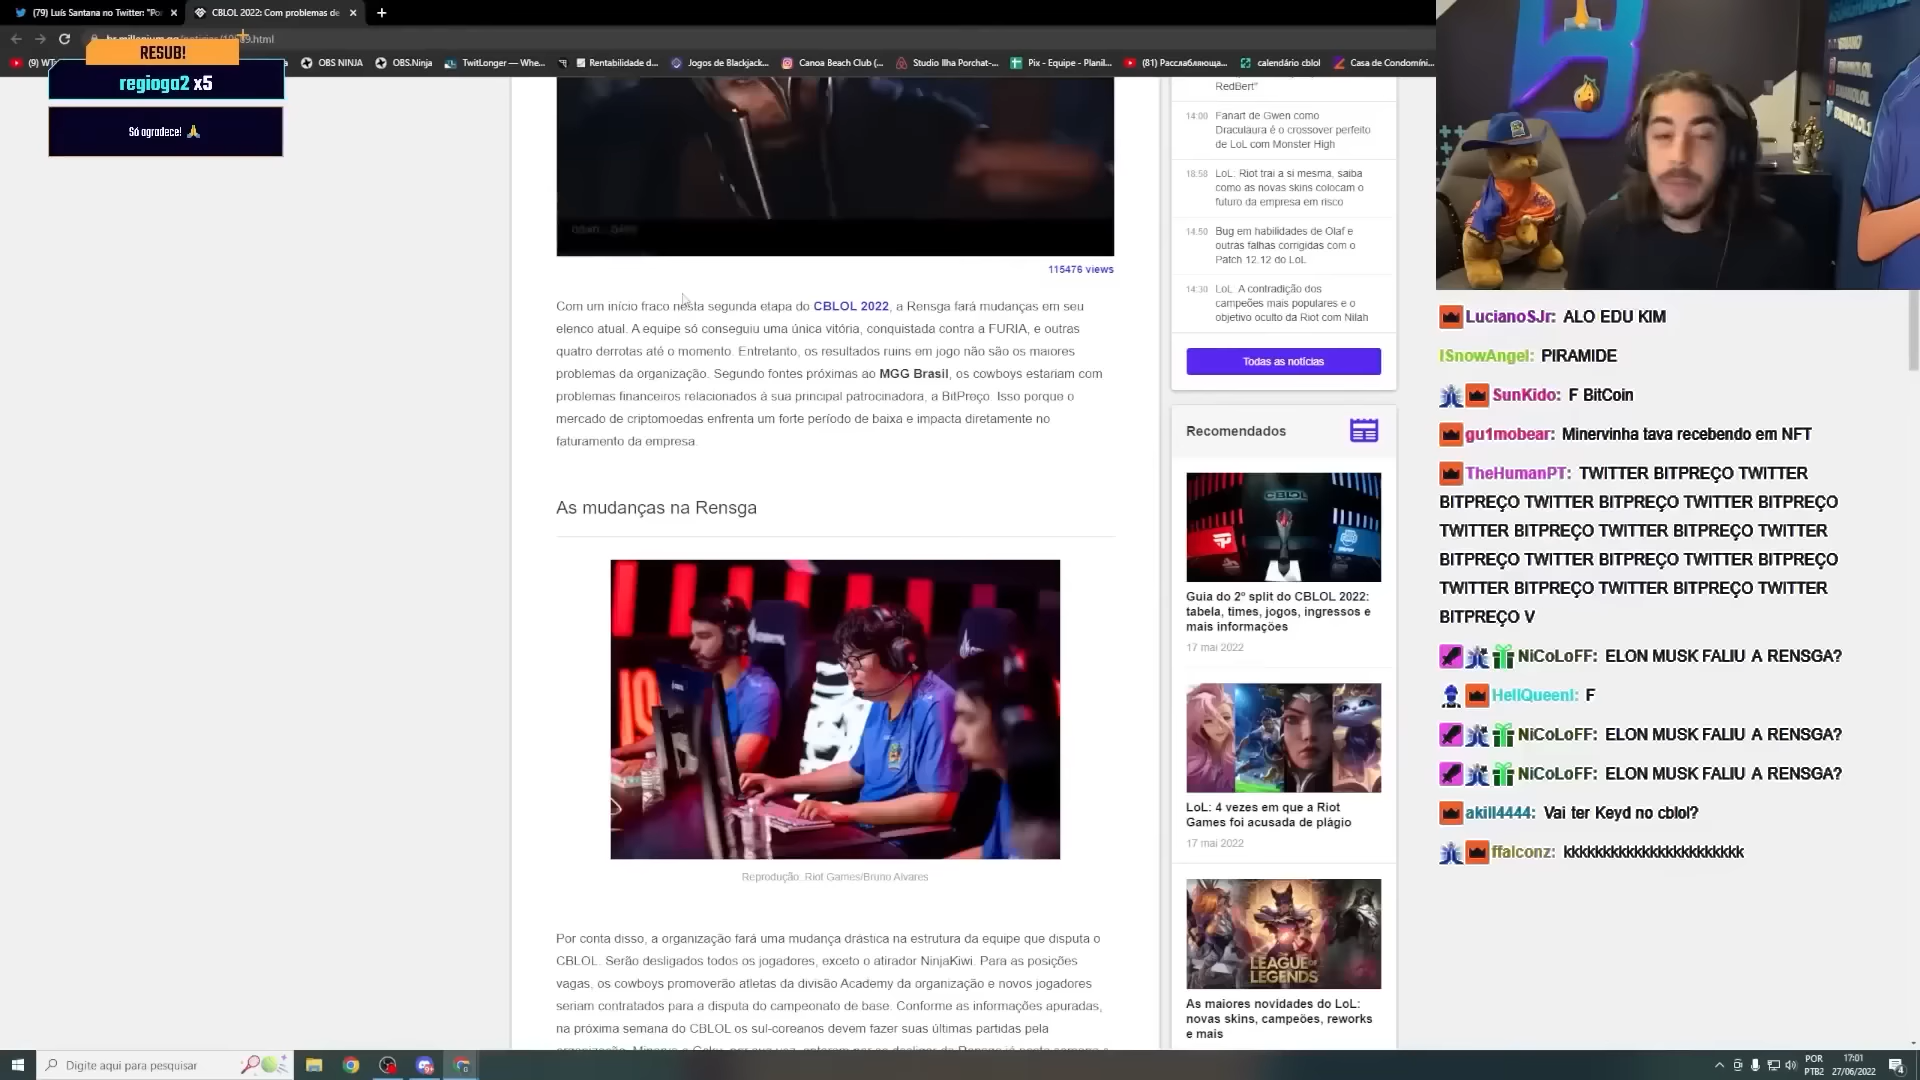 (79) Luís Santana no Twitter: "Po
CBLOL 2022: Com problemas de
RESUB!
regioga2 x5
Só agradece! 🙏
OBS NINJA
OBS.Ninja
TwitLonger — Whe...
Rentabilidade d...
Jogos de Blackjack...
Canoa Beach Club (...
Studio Ilha Porchat-...
Pix - Equipe - Planil...
(81) Расслабляюща...
calendário cblol
Casa de Condomíni...
115476 views
Com um início fraco nesta segunda etapa do CBLOL 2022, a Rensga fará mudanças em seu
elenco atual. A equipe só conseguiu uma única vitória, conquistada contra a FURIA, e outras
quatro derrotas até o momento. Entretanto, os resultados ruins em jogo não são os maiores
problemas da organização. Segundo fontes próximas ao MGG Brasil, os cowboys estariam com
problemas financeiros relacionados à sua principal patrocinadora, a BitPreço. Isso porque o
mercado de criptomoedas enfrenta um forte período de baixa e impacta diretamente no
faturamento da empresa.
As mudanças na Rensga
Reprodução: Riot Games/Bruno Alvares
Por conta disso, a organização fará uma mudança drástica na estrutura da equipe que disputa o
CBLOL. Serão desligados todos os jogadores, exceto o atirador NinjaKiwi. Para as posições
vagas, os cowboys promoverão atletas da divisão Academy da organização e novos jogadores
seriam contratados para a disputa do campeonato de base. Conforme as informações apuradas,
na próxima semana do CBLOL os sul-coreanos devem fazer suas últimas partidas pela
RedBert"
14:00 Fanart de Gwen como
Draculaura é o crossover perfeito
de LoL com Monster High
18:58 LoL: Riot trai a si mesma, saiba
como as novas skins colocam o
futuro da empresa em risco
14:50 Bug em habilidades de Olaf e
outras falhas corrigidas com o
Patch 12.12 do LoL
14:30 LoL: A contradição dos
campeões mais populares e o
objetivo oculto da Riot com Nilah
Todas as notícias
Recomendados
CBLOL
Guia do 2º split do CBLOL 2022:
tabela, times, jogos, ingressos e
mais informações
17 mai 2022
LoL: 4 vezes em que a Riot
Games foi acusada de plágio
17 mai 2022
LEAGUE OF
LEGENDS
As maiores novidades do LoL:
novas skins, campeões, reworks
e mais
LucianoSJr: ALO EDU KIM
ISnowAngel: PIRAMIDE
SunKido: F BitCoin
gu1mobear: Minervinha tava recebendo em NFT
TheHumanPT: TWITTER BITPREÇO TWITTER
BITPREÇO TWITTER BITPREÇO TWITTER BITPREÇO
TWITTER BITPREÇO TWITTER BITPREÇO TWITTER
BITPREÇO TWITTER BITPREÇO TWITTER BITPREÇO
TWITTER BITPREÇO TWITTER BITPREÇO TWITTER
BITPREÇO V
NiCoLoFF: ELON MUSK FALIU A RENSGA?
HellQueenI: F
NiCoLoFF: ELON MUSK FALIU A RENSGA?
NiCoLoFF: ELON MUSK FALIU A RENSGA?
akill4444: Vai ter Keyd no cblol?
ffalconz: kkkkkkkkkkkkkkkkkkkkkkk
Digite aqui para pesquisar
POR
PTB2
17:01
27/06/2022